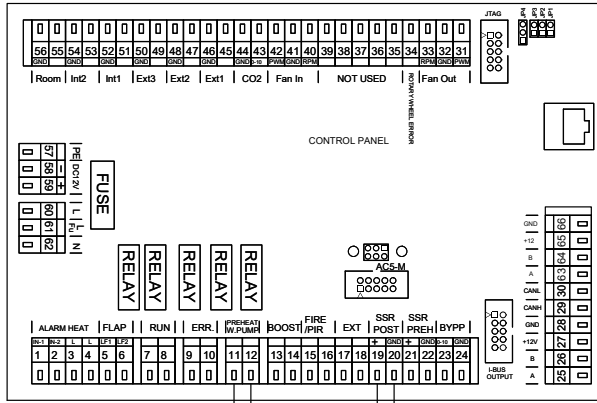 JTAG
JP4
JP3
JP2
JP1
56 55 54 53 52 51 50 49 48 47 46 45 44 43 42 41 40 39 38 37 36 35 34 33 32 31
GND GND GND GND GND GND GND 0-10 PWM GND RPM RPM GND PWM
Room Int2 Int1 Ext3 Ext2 Ext1 CO2 Fan In NOT USED ROTARY WHEEL ERROR Fan Out
CONTROL PANEL
57 PE
58 -
59 +
DC12V
60 L
61 L
Fu
62 N
FUSE
RELAY RELAY RELAY RELAY RELAY
AC5-M
GND 66
+12 65
B 64
A 63
CANL 30
CANH 29
GND 28
+12V 27
B 26
A 25
I-BUS
OUTPUT
ALARM HEAT FLAP RUN ERR. PREHEAT W.PUMP BOOST FIRE /PIR EXT SSR POST SSR PREH BYPP
IN-1 IN-2 L L LF1 LF2 + GND + GND 0-10 GND
1 2 3 4 5 6 7 8 9 10 11 12 13 14 15 16 17 18 19 20 21 22 23 24